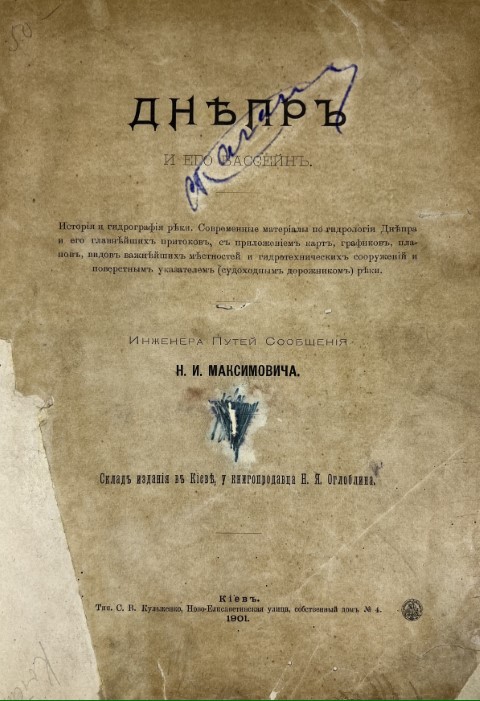 ДНѢПРЪ
И ЕГО БАССЕЙНЪ.
Исторія и гидрографія рѣки. Современные матеріалы по гидрологіи Днѣпра
и его главнѣйшихъ притоковъ, съ приложеніемъ картъ, графиковъ, пла-
новъ, видовъ важнѣйшихъ мѣстностей и гидротехническихъ сооруженій и
поверстнымъ указателемъ (судоходнымъ дорожникомъ) рѣки.
Инженера Путей Сообщенія
Н. И. МАКСИМОВИЧА.
Складъ изданія въ Кіевѣ, у книгопродавца Н. Я. Оглоблина.
Кіевъ.
Тип. С. В. Кульженко, Ново-Елисаветинская улица, собственный домъ № 4.
1901.